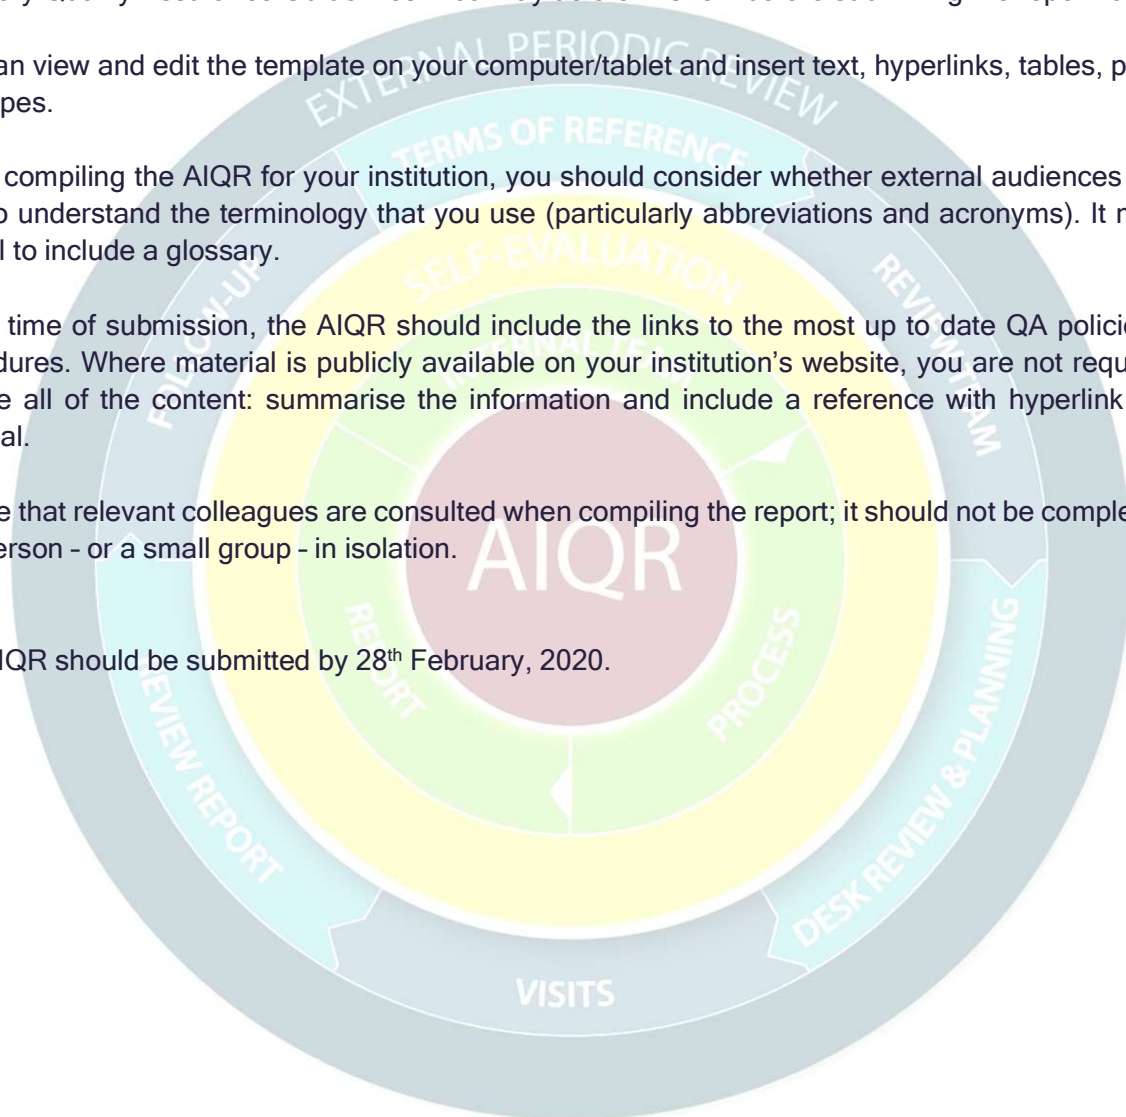 an view and edit the template on your computer/tablet and insert text, hyperlinks, tables, p
pes.
compiling the AIQR for your institution, you should consider whether external audiences
o understand the terminology that you use (particularly abbreviations and acronyms). It
l to include a glossary.
time of submission, the AIQR should include the links to the most up to date QA policie
dures. Where material is publicly available on your institution’s website, you are not requ
e all of the content: summarise the information and include a reference with hyperlink
al.
e that relevant colleagues are consulted when compiling the report; it should not be comple
erson – or a small group – in isolation.
IQR should be submitted by 28th February, 2020.
EXTERNAL PERIODIC REVIEW
TERMS OF REFERENCE
REVIEW TEAM
DESK REVIEW & PLANNING
VISITS
REVIEW REPORT
FOLLOW-UP
SELF-EVALUATION
INTERNAL TEAM
PROCESS
REPORT
AIQR